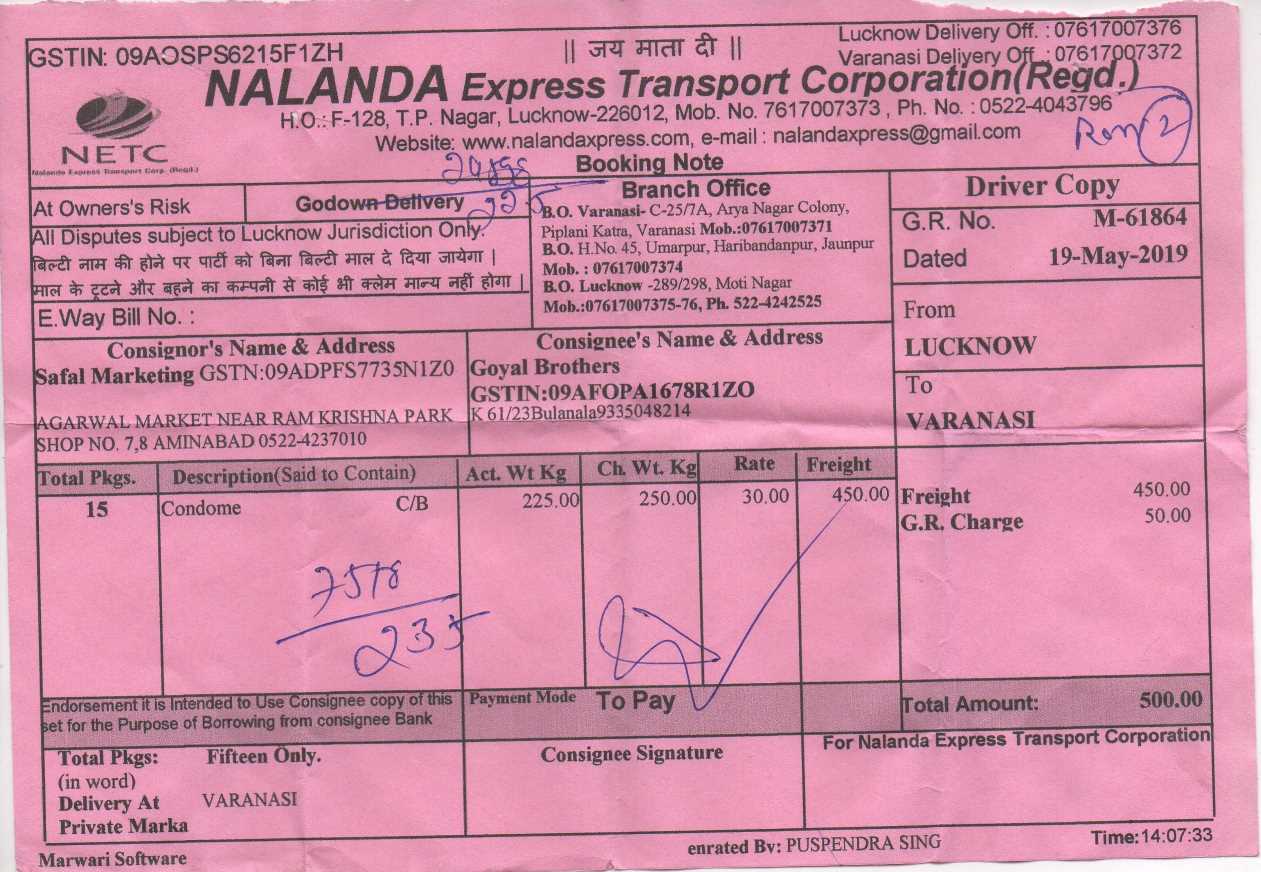 GSTIN: 09AOSPS6215F1ZH
|| जय माता दी ||
Lucknow Delivery Off. : 07617007376
Varanasi Deliyery Off. : 07617007372
NALANDA Express Transport Corporation(Regd.)
H.O.: F-128, T.P. Nagar, Lucknow-226012, Mob. No. 7617007373 , Ph. No. : 0522-4043796
Website: www.nalandaxpress.com, e-mail : nalandaxpress@gmail.com
NETC
Nalanda Express Transport Corp. (Regd.)
Booking Note
At Owners's Risk
Godown Delivery
All Disputes subject to Lucknow Jurisdiction Only.
बिल्टी नाम की होने पर पार्टी को बिना बिल्टी माल दे दिया जायेगा |
माल के टूटने और बहने का कम्पनी से कोई भी क्लेम मान्य नहीं होगा |
E.Way Bill No. :
Branch Office
B.O. Varanasi- C-25/7A, Arya Nagar Colony,
Piplani Katra, Varanasi Mob.:07617007371
B.O. H.No. 45, Umarpur, Haribandanpur, Jaunpur
Mob. : 07617007374
B.O. Lucknow -289/298, Moti Nagar
Mob.:07617007375-76, Ph. 522-4242525
Driver Copy
G.R. No. M-61864
Dated 19-May-2019
From
LUCKNOW
To
VARANASI
Consignor's Name & Address
Safal Marketing GSTN:09ADPFS7735N1Z0
AGARWAL MARKET NEAR RAM KRISHNA PARK
SHOP NO. 7,8 AMINABAD 0522-4237010
Consignee's Name & Address
Goyal Brothers
GSTIN:09AFOPA1678R1ZO
K 61/23Bulanala9335048214
Total Pkgs. Description(Said to Contain) Act. Wt Kg Ch. Wt. Kg Rate Freight
15 Condome C/B 225.00 250.00 30.00 450.00
Freight 450.00
G.R. Charge 50.00
7578
235
Endorsement it is Intended to Use Consignee copy of this
set for the Purpose of Borrowing from consignee Bank
Payment Mode To Pay
Total Amount: 500.00
Total Pkgs: Fifteen Only.
(in word)
Delivery At VARANASI
Private Marka
Consignee Signature
For Nalanda Express Transport Corporation
Marwari Software
enrated By: PUSPENDRA SING
Time:14:07:33